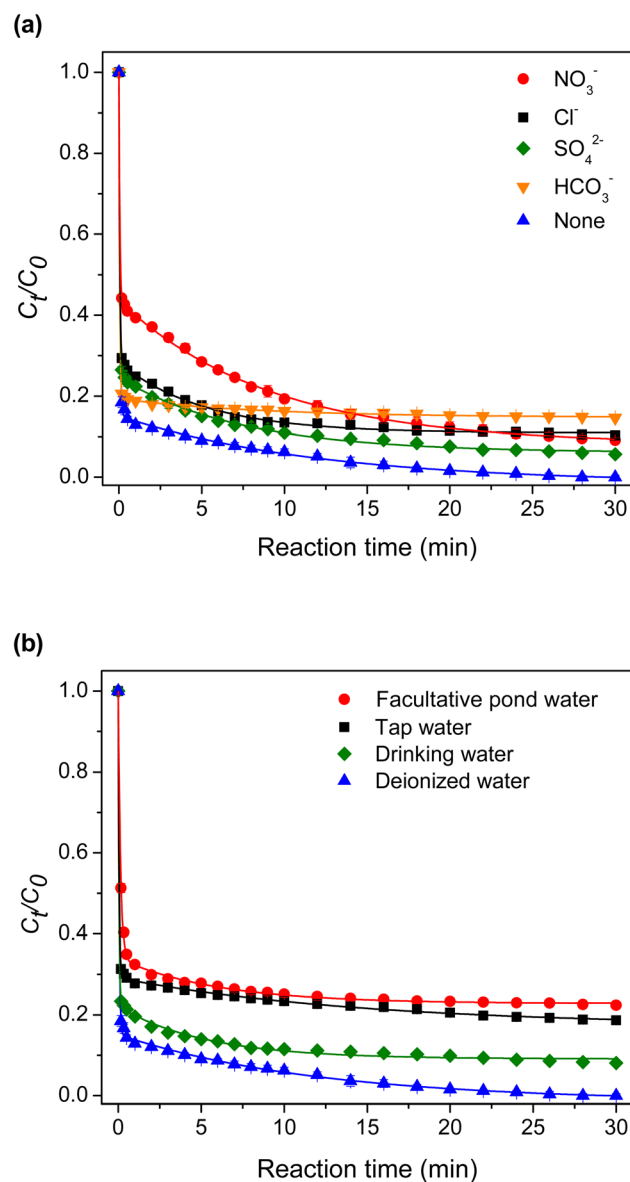 (a)
1.0
0.8
0.6
0.4
0.2
0.0
C_t/C_0
NO₃⁻
Cl⁻
SO₄²⁻
HCO₃⁻
None
0 5 10 15 20 25 30
Reaction time (min)
(b)
1.0
0.8
0.6
0.4
0.2
0.0
C_t/C_0
Facultative pond water
Tap water
Drinking water
Deionized water
0 5 10 15 20 25 30
Reaction time (min)